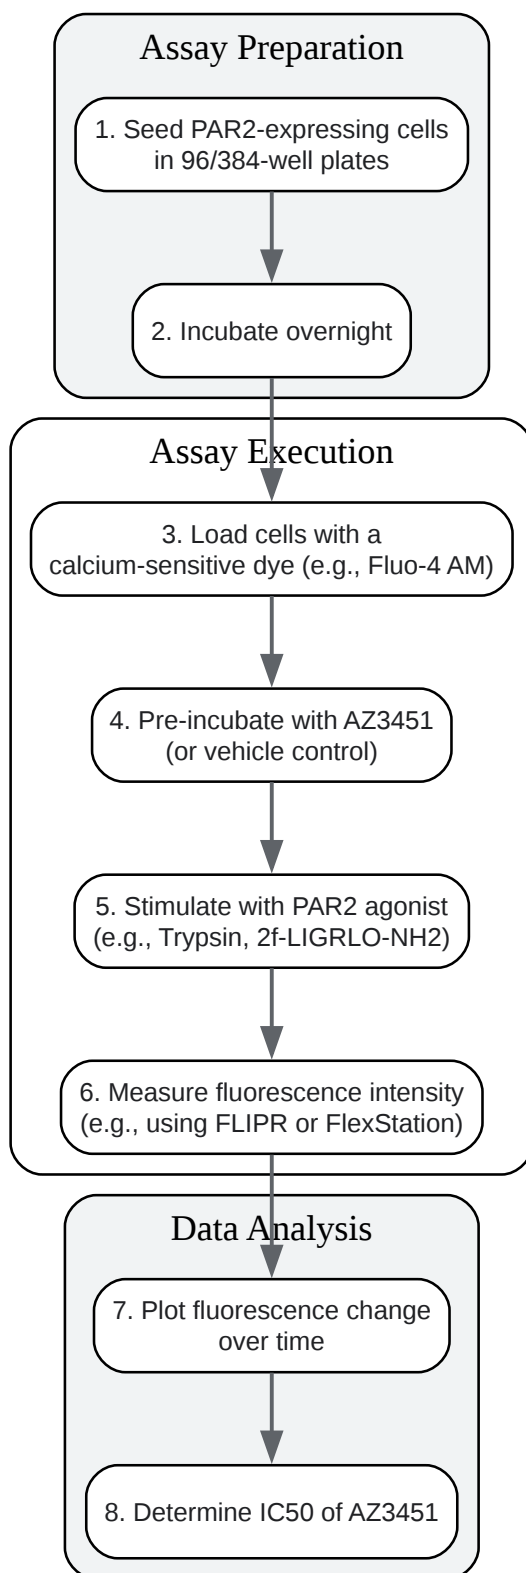 Assay Preparation
1. Seed PAR2-expressing cells
in 96/384-well plates
2. Incubate overnight
Assay Execution
3. Load cells with a
calcium-sensitive dye (e.g., Fluo-4 AM)
4. Pre-incubate with AZ3451
(or vehicle control)
5. Stimulate with PAR2 agonist
(e.g., Trypsin, 2f-LIGRLO-NH2)
6. Measure fluorescence intensity
(e.g., using FLIPR or FlexStation)
Data Analysis
7. Plot fluorescence change
over time
8. Determine IC50 of AZ3451